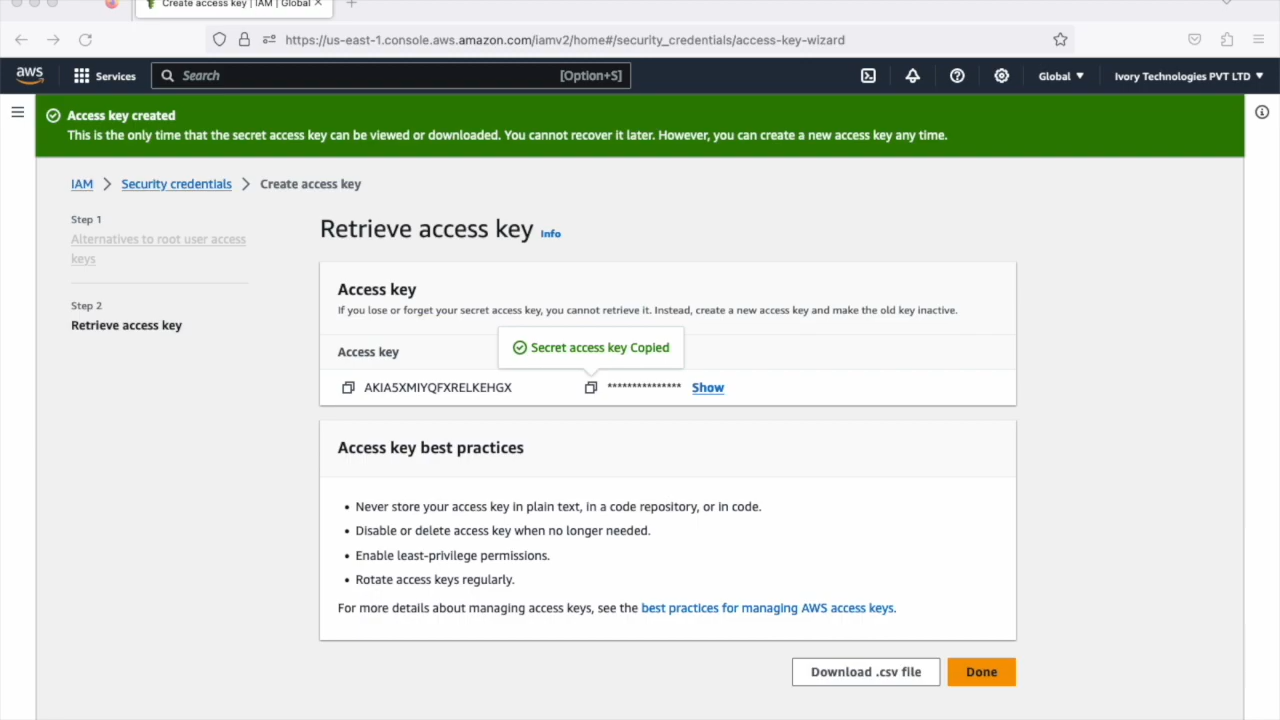 Create access key | IAM | Global
https://us-east-1.console.aws.amazon.com/iamv2/home#/security_credentials/access-key-wizard
aws
Services
Search
[Option+S]
Global
Ivory Technologies PVT LTD
Access key created
This is the only time that the secret access key can be viewed or downloaded. You cannot recover it later. However, you can create a new access key any time.
IAM
Security credentials
Create access key
Step 1
Alternatives to root user access
keys
Step 2
Retrieve access key
Retrieve access key Info
Access key
If you lose or forget your secret access key, you cannot retrieve it. Instead, create a new access key and make the old key inactive.
Access key
Secret access key Copied
AKIA5XMIYQFXRELKEHGX
*************** Show
Access key best practices
• Never store your access key in plain text, in a code repository, or in code.
• Disable or delete access key when no longer needed.
• Enable least-privilege permissions.
• Rotate access keys regularly.
For more details about managing access keys, see the best practices for managing AWS access keys.
Download .csv file
Done